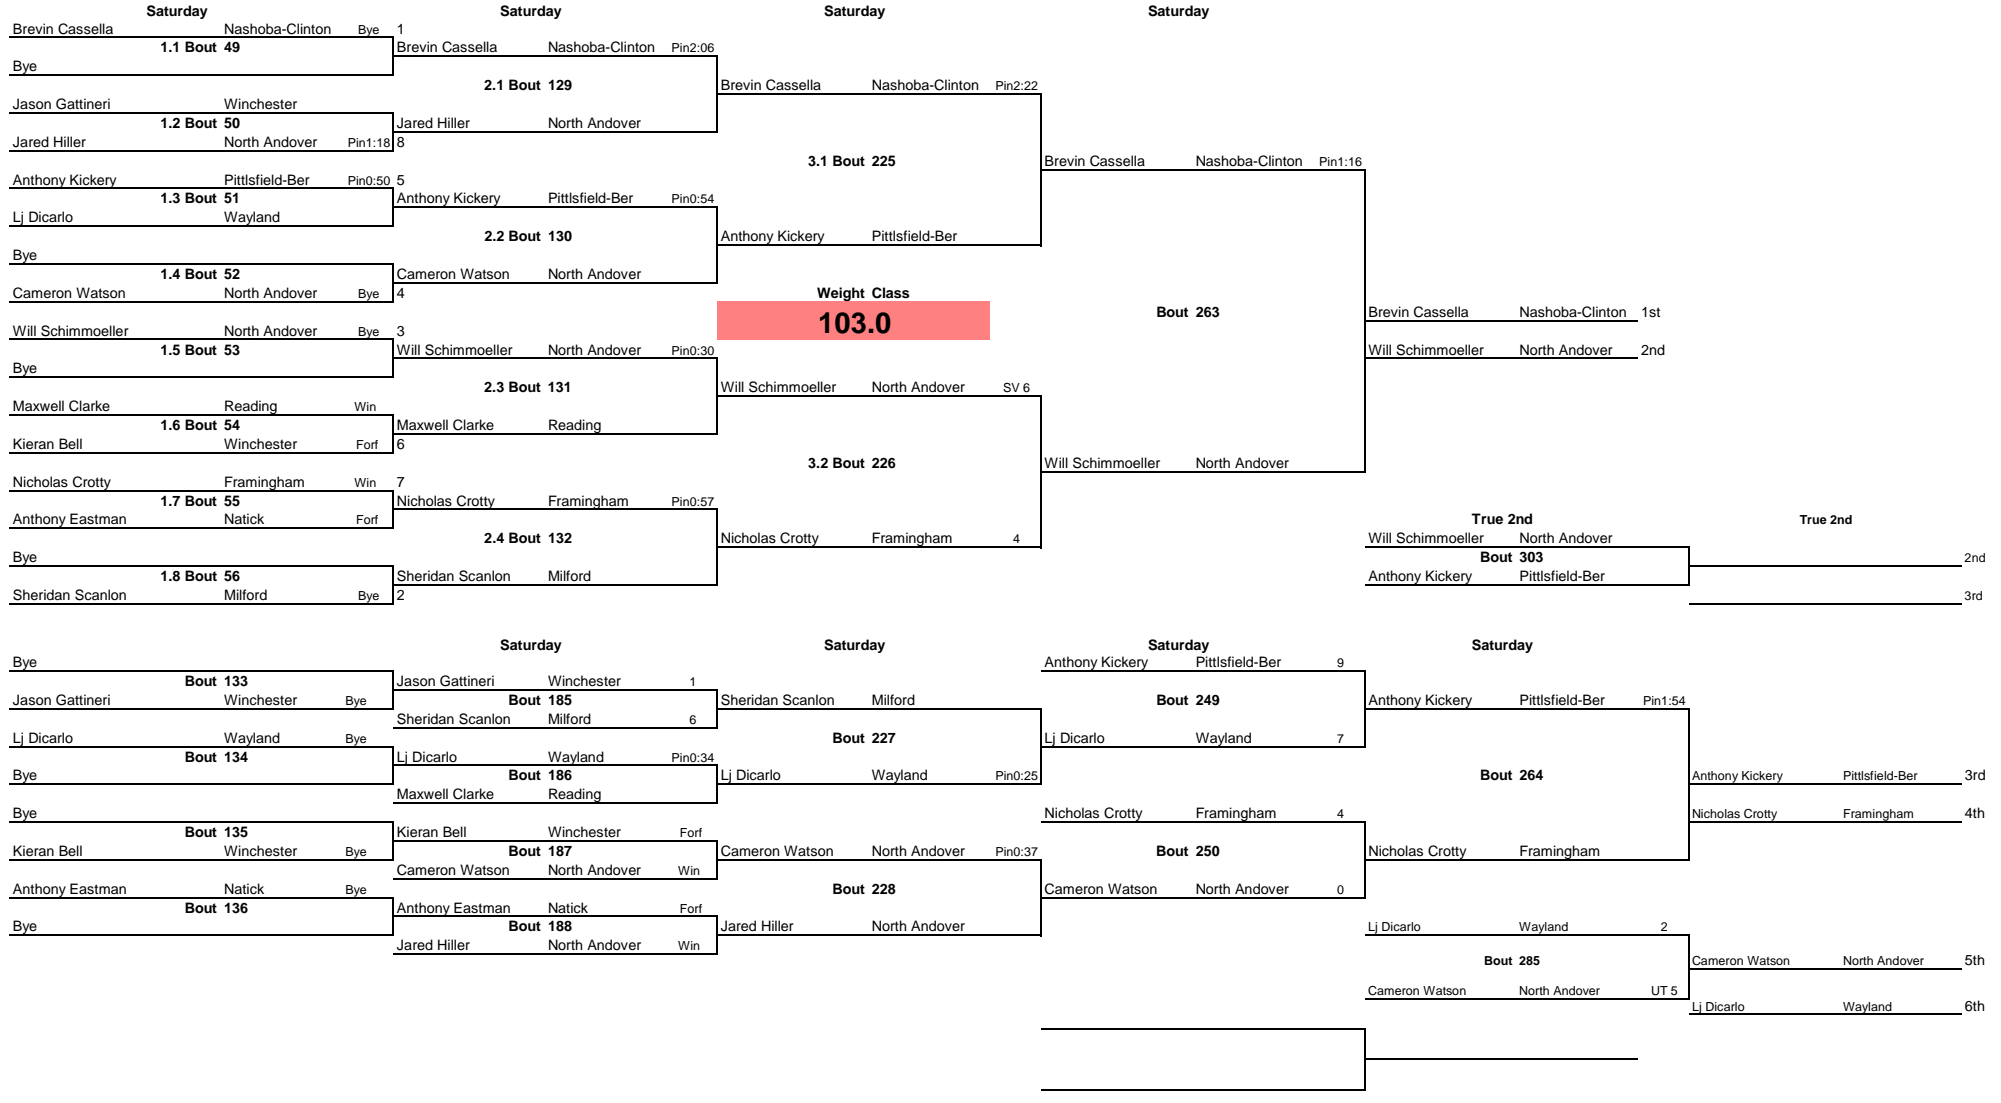 Saturday Saturday Saturday Saturday
Brevin Cassella Nashoba-Clinton Bye 1
1.1 Bout 49 Brevin Cassella Nashoba-Clinton Pin2:06
Bye
2.1 Bout 129 Brevin Cassella Nashoba-Clinton Pin2:22
Jason Gattineri Winchester
1.2 Bout 50 Jared Hiller North Andover
Jared Hiller North Andover Pin1:18 8
3.1 Bout 225 Brevin Cassella Nashoba-Clinton Pin1:16
Anthony Kickery Pittlsfield-Ber Pin0:50 5
1.3 Bout 51 Anthony Kickery Pittlsfield-Ber Pin0:54
Lj Dicarlo Wayland
2.2 Bout 130 Anthony Kickery Pittlsfield-Ber
Bye
1.4 Bout 52 Cameron Watson North Andover
Cameron Watson North Andover Bye 4 Weight Class
Bout 263 Brevin Cassella Nashoba-Clinton 1st
103.0
Will Schimmoeller North Andover Bye 3
1.5 Bout 53 Will Schimmoeller North Andover Pin0:30 Will Schimmoeller North Andover 2nd
Bye
2.3 Bout 131 Will Schimmoeller North Andover SV 6
Maxwell Clarke Reading Win
1.6 Bout 54 Maxwell Clarke Reading
Kieran Bell Winchester Forf 6
3.2 Bout 226 Will Schimmoeller North Andover
Nicholas Crotty Framingham Win 7
1.7 Bout 55 Nicholas Crotty Framingham Pin0:57
Anthony Eastman Natick Forf True 2nd True 2nd
2.4 Bout 132 Nicholas Crotty Framingham 4 Will Schimmoeller North Andover
Bye Bout 303 2nd
1.8 Bout 56 Sheridan Scanlon Milford Anthony Kickery Pittlsfield-Ber
Sheridan Scanlon Milford Bye 2 3rd
Saturday Saturday Saturday Saturday
Bye Anthony Kickery Pittlsfield-Ber 9
Bout 133 Jason Gattineri Winchester 1
Jason Gattineri Winchester Bye Bout 185 Sheridan Scanlon Milford Bout 249 Anthony Kickery Pittlsfield-Ber Pin1:54
Sheridan Scanlon Milford 6
Lj Dicarlo Wayland Bye Bout 227 Lj Dicarlo Wayland 7
Bout 134 Lj Dicarlo Wayland Pin0:34
Bye Bout 186 Lj Dicarlo Wayland Pin0:25 Bout 264 Anthony Kickery Pittlsfield-Ber 3rd
Maxwell Clarke Reading
Bye Nicholas Crotty Framingham 4 Nicholas Crotty Framingham 4th
Bout 135 Kieran Bell Winchester Forf
Kieran Bell Winchester Bye Bout 187 Cameron Watson North Andover Pin0:37 Bout 250 Nicholas Crotty Framingham
Cameron Watson North Andover Win
Anthony Eastman Natick Bye Bout 228 Cameron Watson North Andover 0
Bout 136 Anthony Eastman Natick Forf
Bye Bout 188 Jared Hiller North Andover Lj Dicarlo Wayland 2
Jared Hiller North Andover Win
Bout 285 Cameron Watson North Andover 5th
Cameron Watson North Andover UT 5
Lj Dicarlo Wayland 6th